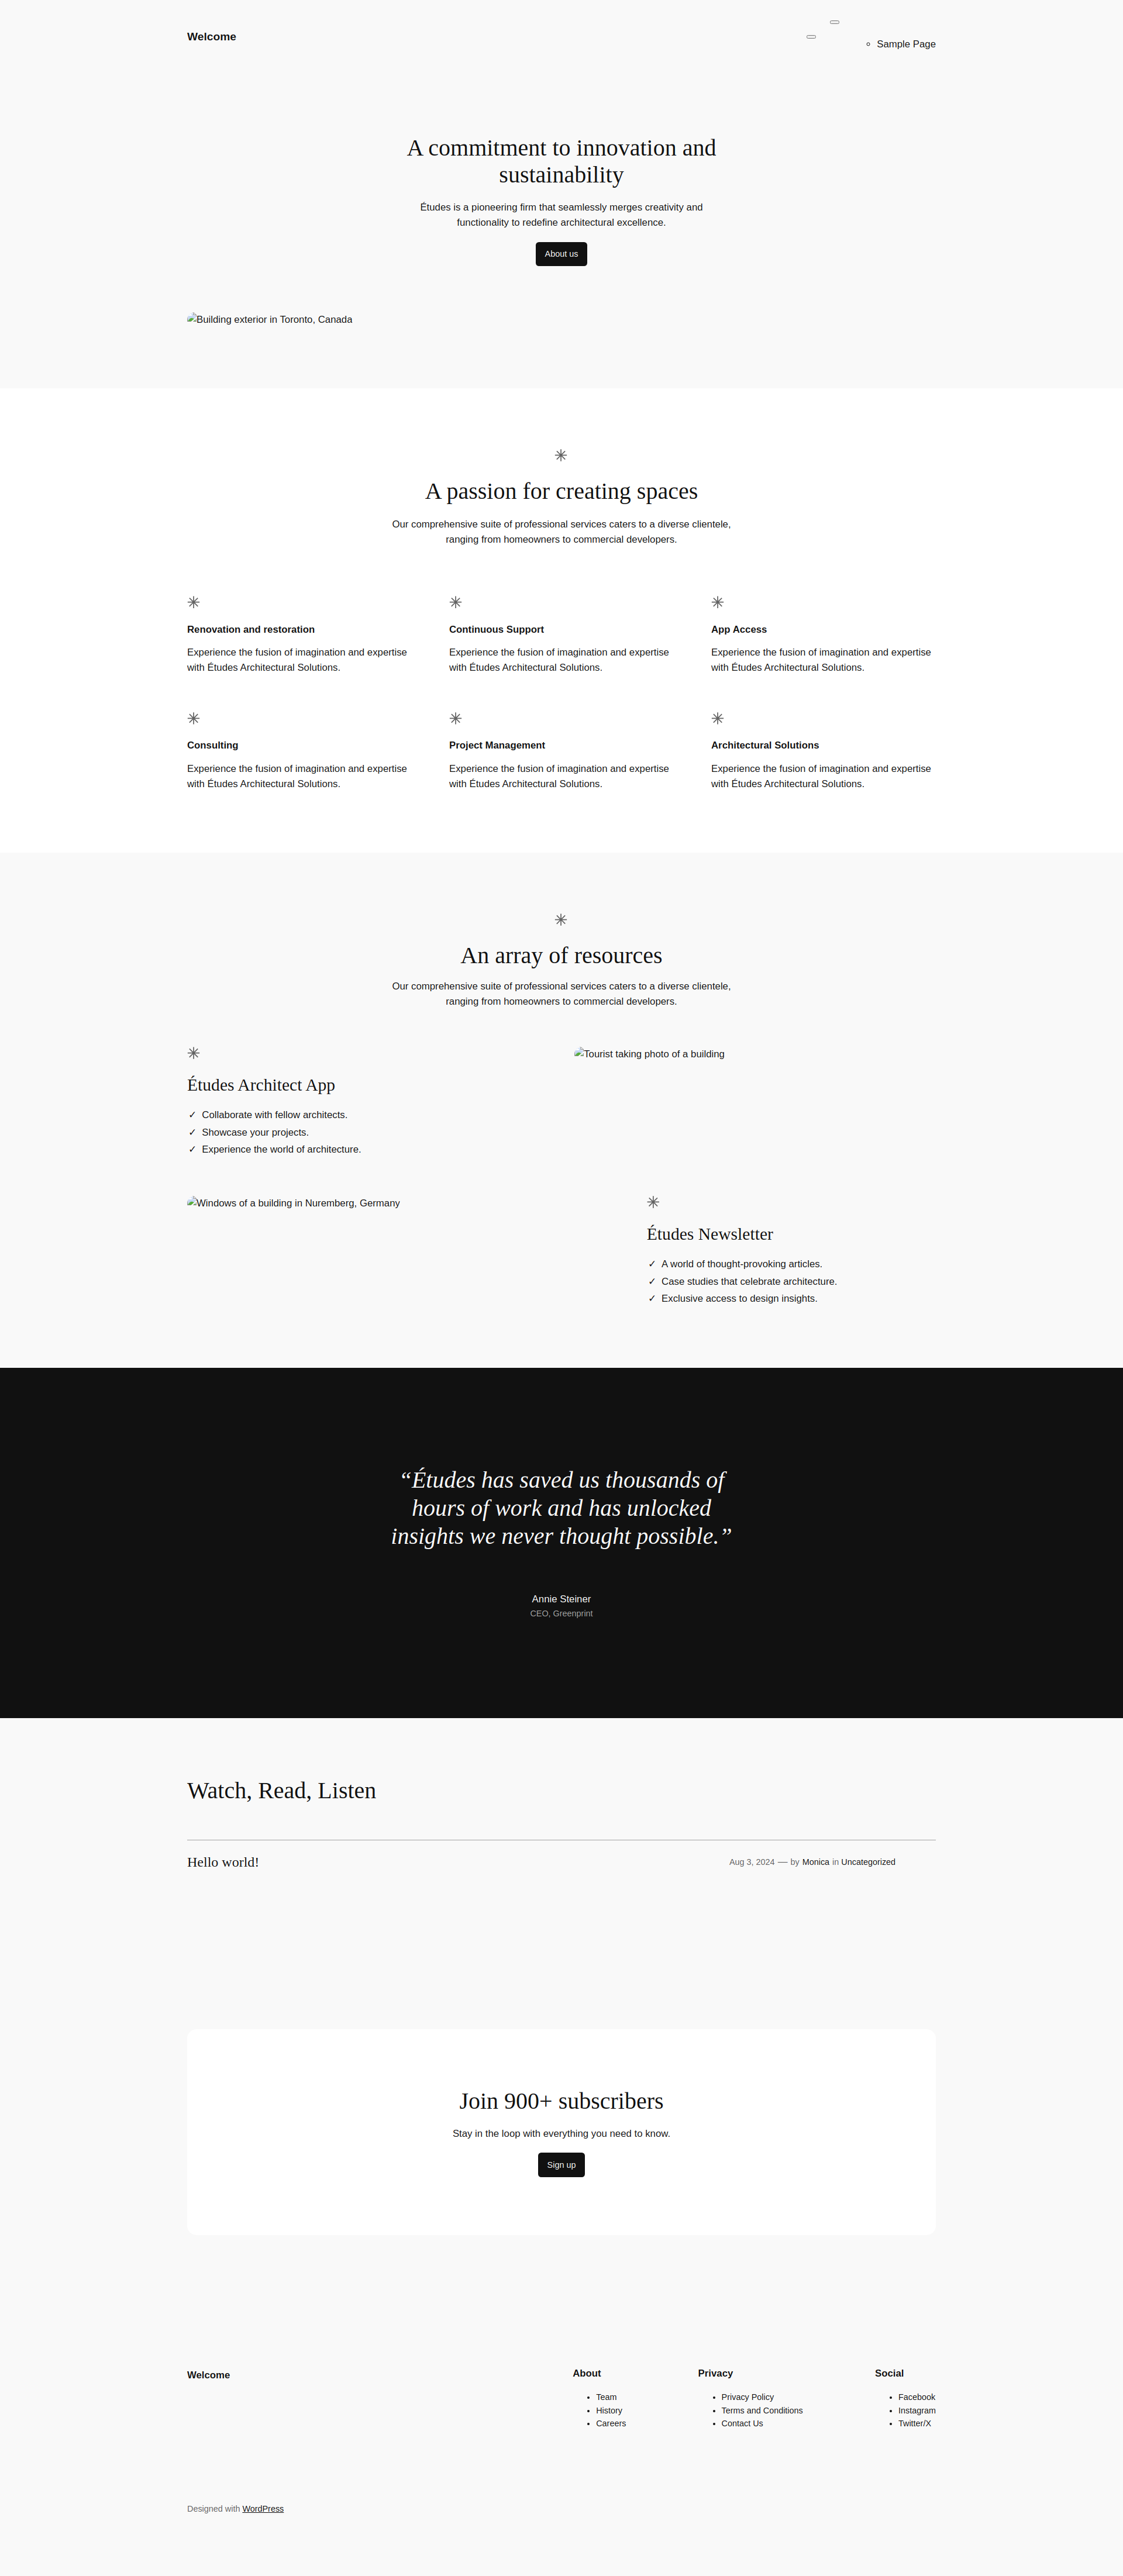 Welcome
Sample Page
A commitment to innovation and
sustainability
Études is a pioneering firm that seamlessly merges creativity and
functionality to redefine architectural excellence.
About us
Building exterior in Toronto, Canada
A passion for creating spaces
Our comprehensive suite of professional services caters to a diverse clientele,
ranging from homeowners to commercial developers.
Renovation and restoration
Experience the fusion of imagination and expertise
with Études Architectural Solutions.
Continuous Support
Experience the fusion of imagination and expertise
with Études Architectural Solutions.
App Access
Experience the fusion of imagination and expertise
with Études Architectural Solutions.
Consulting
Experience the fusion of imagination and expertise
with Études Architectural Solutions.
Project Management
Experience the fusion of imagination and expertise
with Études Architectural Solutions.
Architectural Solutions
Experience the fusion of imagination and expertise
with Études Architectural Solutions.
An array of resources
Our comprehensive suite of professional services caters to a diverse clientele,
ranging from homeowners to commercial developers.
Études Architect App
✓ Collaborate with fellow architects.
✓ Showcase your projects.
✓ Experience the world of architecture.
Tourist taking photo of a building
Windows of a building in Nuremberg, Germany
Études Newsletter
✓ A world of thought-provoking articles.
✓ Case studies that celebrate architecture.
✓ Exclusive access to design insights.
“Études has saved us thousands of
hours of work and has unlocked
insights we never thought possible.”
Annie Steiner
CEO, Greenprint
Watch, Read, Listen
Hello world!
Aug 3, 2024 — by Monica in Uncategorized
Join 900+ subscribers
Stay in the loop with everything you need to know.
Sign up
Welcome
About
Team
History
Careers
Privacy
Privacy Policy
Terms and Conditions
Contact Us
Social
Facebook
Instagram
Twitter/X
Designed with WordPress